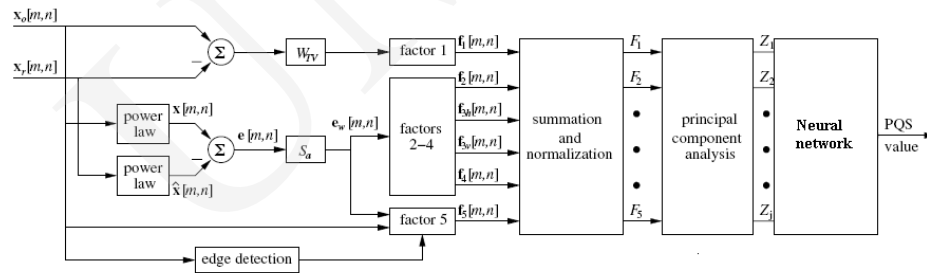 x_o[m,n]
x_r[m,n]
Σ
−
W_TV
factor 1
f_1[m,n]
F_1
Z_1
power
law
x[m,n]
power
law
x̂[m,n]
−
Σ
e[m,n]
S_a
e_w[m,n]
factors
2–4
f_2[m,n]
f_3h[m,n]
f_3v[m,n]
f_4[m,n]
factor 5
f_5[m,n]
edge detection
summation
and
normalization
F_2
F_5
principal
component
analysis
Z_2
Z_j
Neural
network
PQS
value